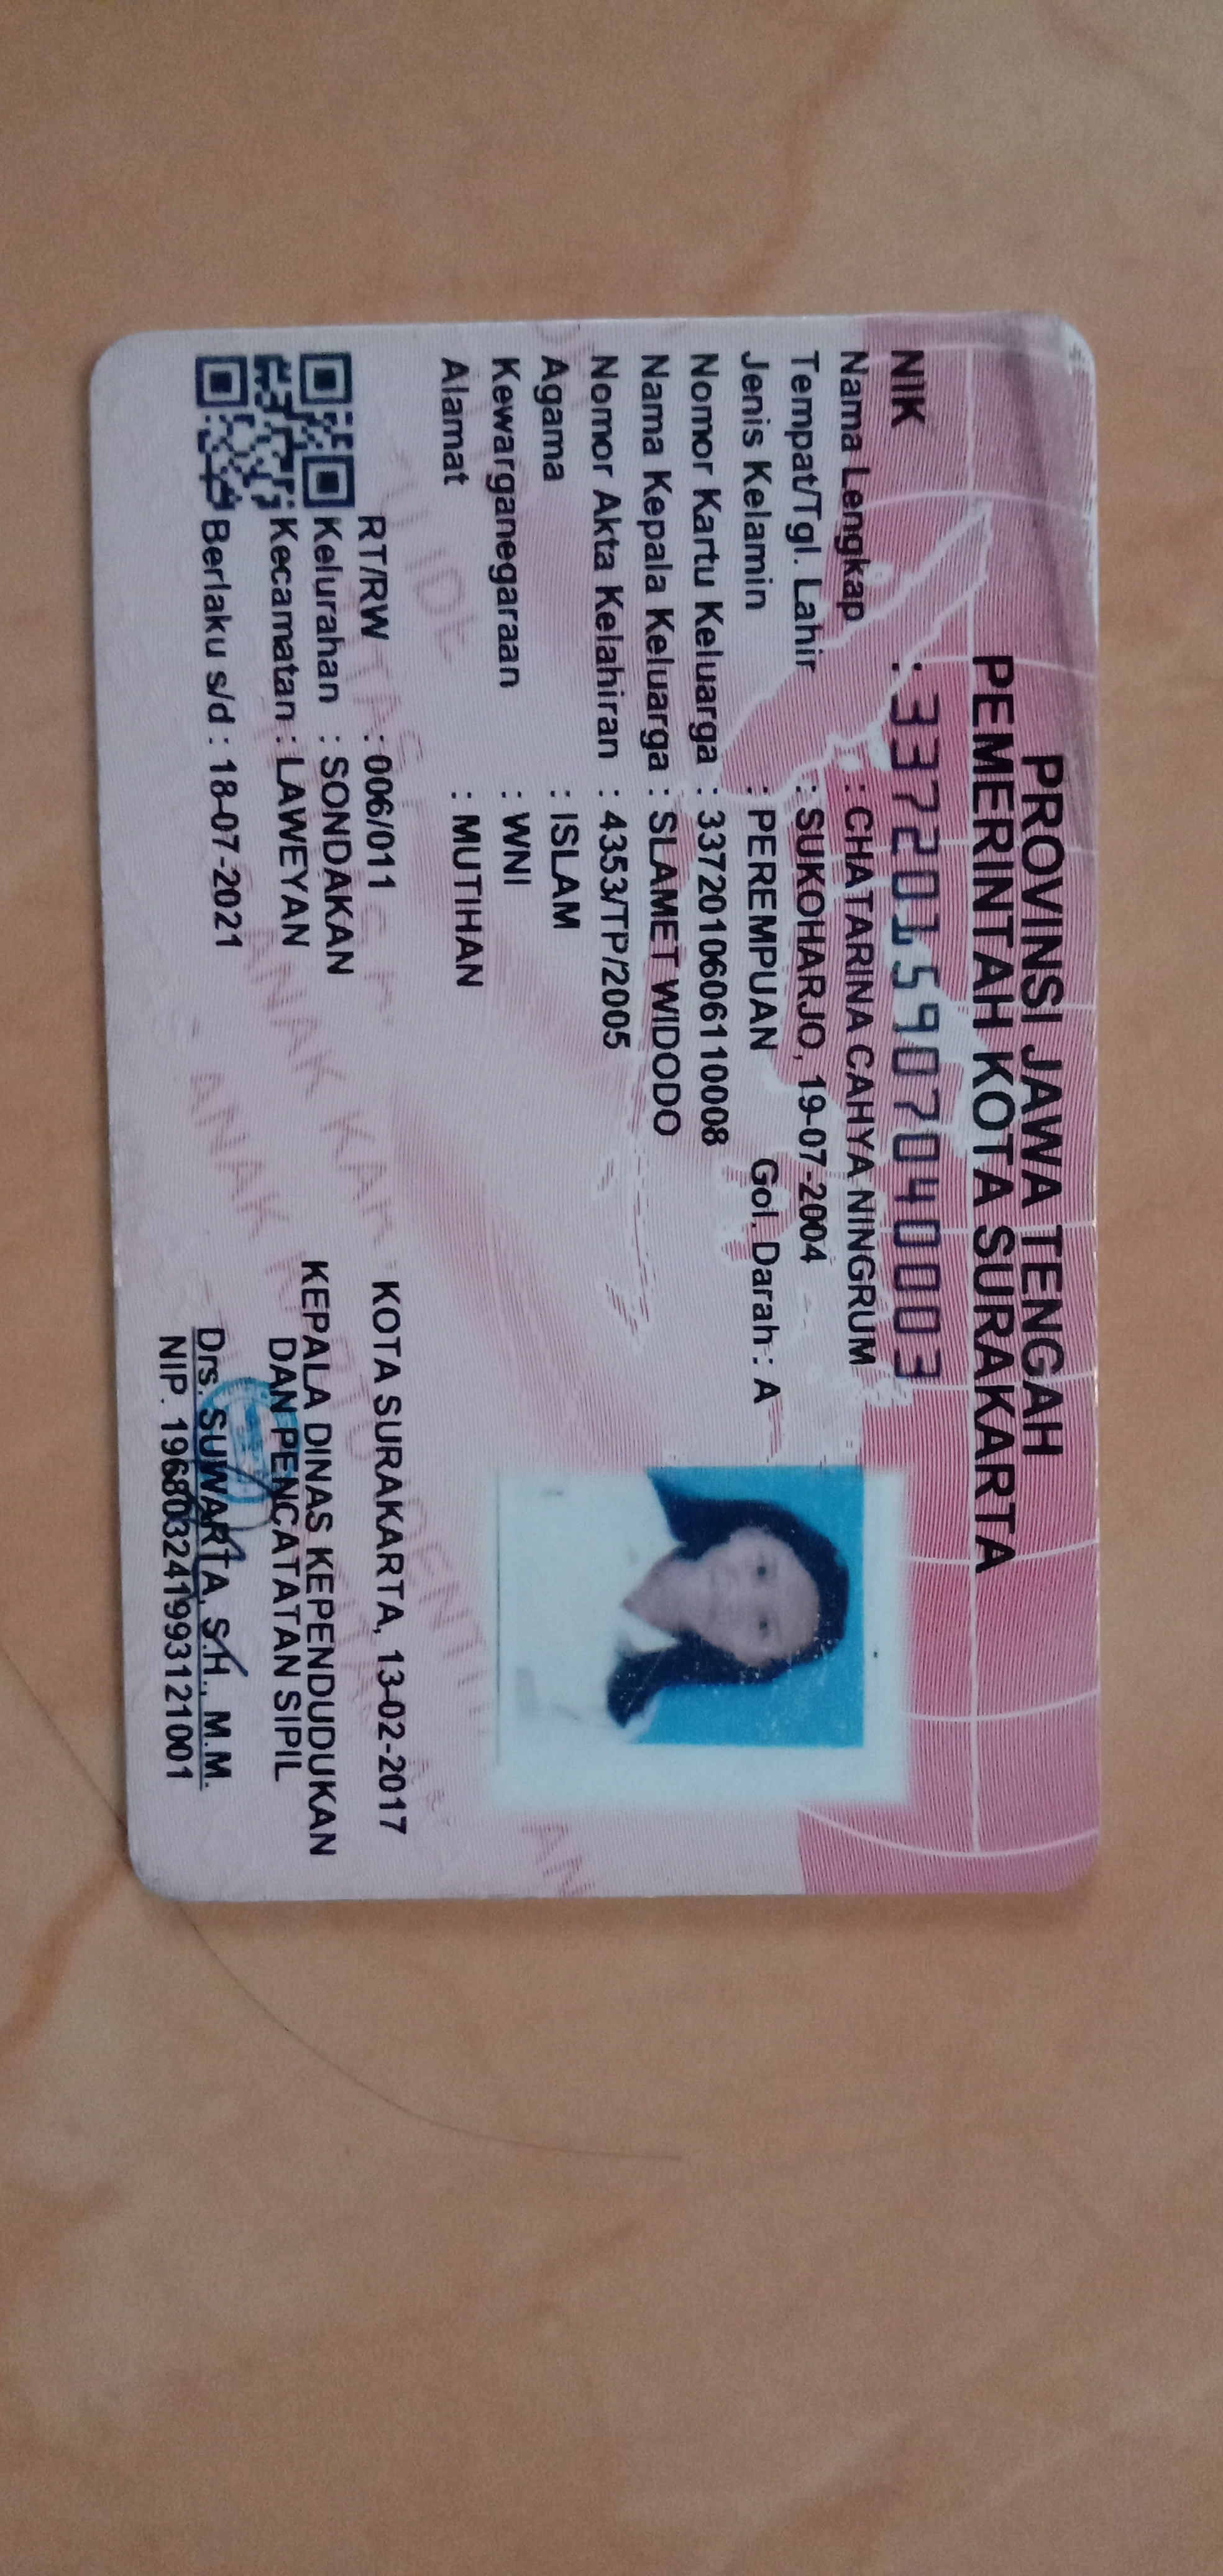 PROVINSI JAWA TENGAH
PEMERINTAH KOTA SURAKARTA
NIK : 3372015907040003
Nama Lengkap : CHATARINA CAHYA NINGRUM
Tempat/Tgl. Lahir : SUKOHARJO, 19-07-2004
Jenis Kelamin : PEREMPUAN Gol. Darah : A
Nomor Kartu Keluarga : 3372010606110008
Nama Kepala Keluarga : SLAMET WIDODO
Nomor Akta Kelahiran : 4353/TP/2005
Agama : ISLAM
Kewarganegaraan : WNI
Alamat : MUTIHAN
RT/RW : 006/011
Kelurahan : SONDAKAN
Kecamatan : LAWEYAN
Berlaku s/d : 18-07-2021
KOTA SURAKARTA, 13-02-2017
KEPALA DINAS KEPENDUDUKAN
DAN PENCATATAN SIPIL
Drs. SUWARTA, S.H., M.M.
NIP. 196803241993121001